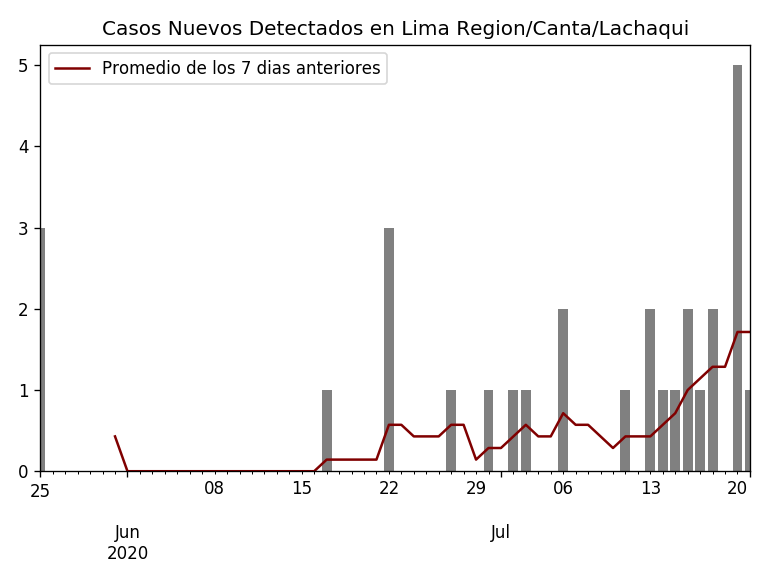 Casos Nuevos Detectados en Lima Region/Canta/Lachaqui
Promedio de los 7 dias anteriores
5
4
3
2
1
0
25 08 15 22 29 06 13 20
Jun Jul
2020